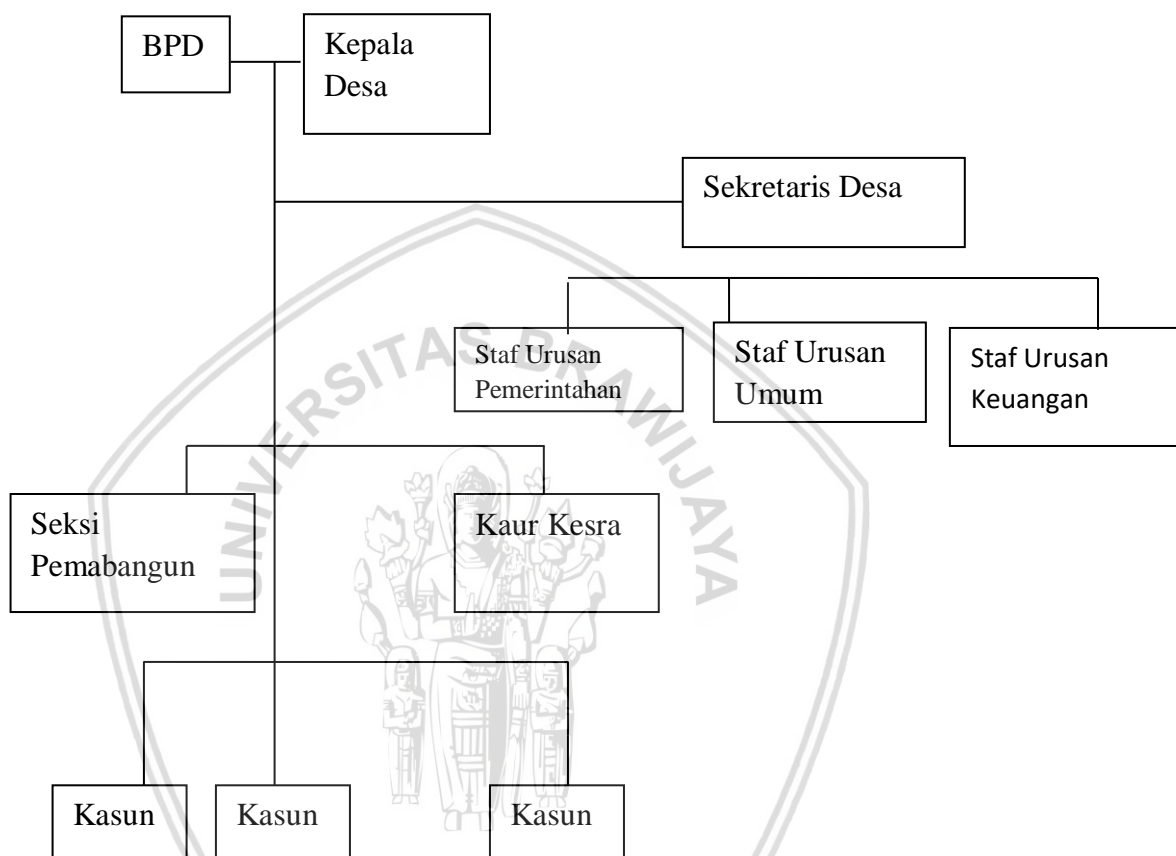 BPD
Kepala
Desa
Sekretaris Desa
Staf Urusan
Pemerintahan
Staf Urusan
Umum
Staf Urusan
Keuangan
UNIVERSITAS BRAWIJAYA
Seksi
Pemabangun
Kaur Kesra
Kasun
Kasun
Kasun